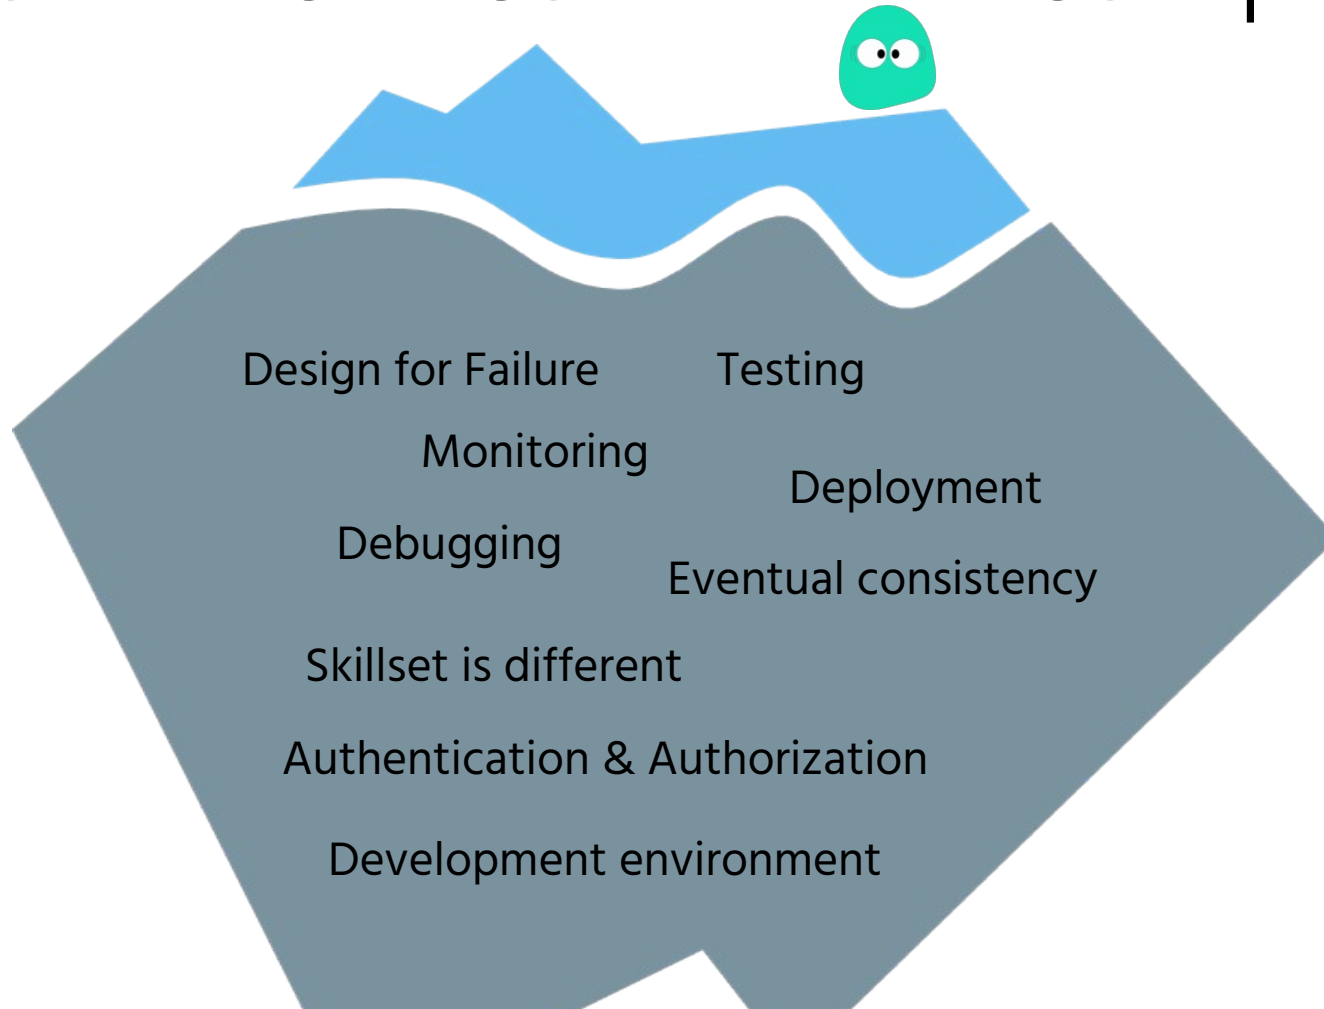 Design for Failure
Testing
Monitoring
Deployment
Debugging
Eventual consistency
Skillset is different
Authentication & Authorization
Development environment